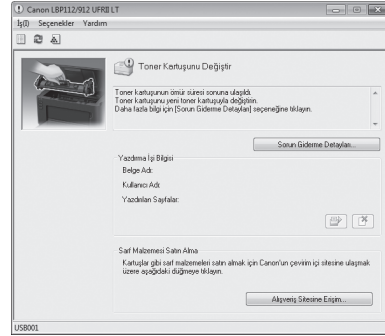 Canon LBP112/912 UFRII LT
İş(I) Seçenekler Yardım
Toner Kartuşunu Değiştir
Toner kartuşunun ömür süresi sonuna ulaşıldı.
Toner kartuşunu yeni toner kartuşuyla değiştirin.
Daha fazla bilgi için [Sorun Giderme Detayları] seçeneğine tıklayın.
Sorun Giderme Detayları...
Yazdırma İşi Bilgisi
Belge Adı:
Kullanıcı Adı:
Yazdırılan Sayfalar:
Sarf Malzemesi Satın Alma
Kartuşlar gibi sarf malzemeleri satın almak için Canon'un çevrim içi sitesine ulaşmak
üzere aşağıdaki düğmeye tıklayın.
Alışveriş Sitesine Erişim...
USB001